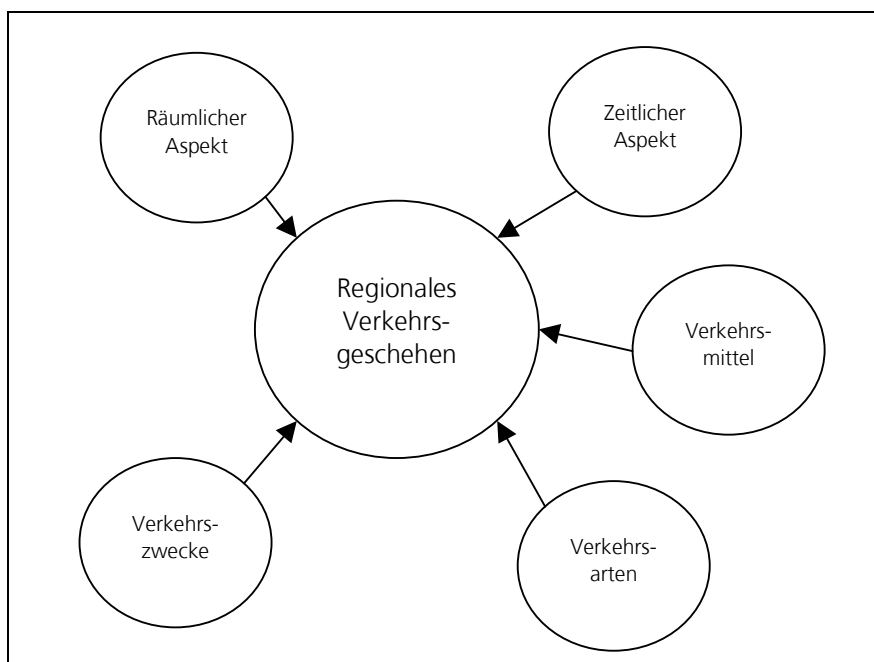 Räumlicher
Aspekt
Zeitlicher
Aspekt
Regionales
Verkehrs-
geschehen
Verkehrs-
mittel
Verkehrs-
zwecke
Verkehrs-
arten